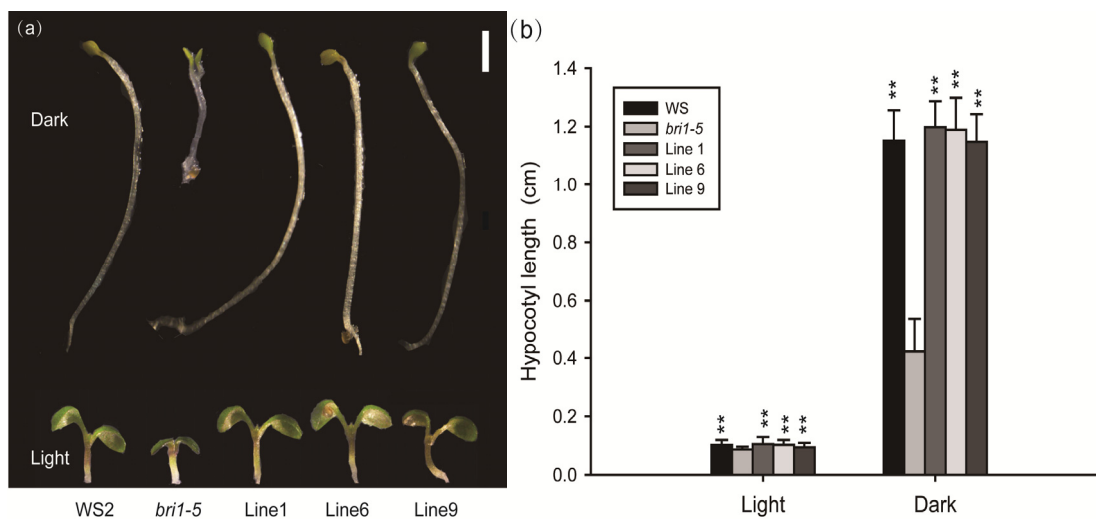 (a)
Dark
Light
WS2 bri1-5 Line1 Line6 Line9
(b)
Hypocotyl length (cm)
1.4
1.2
1.0
0.8
0.6
0.4
0.2
0.0
WS
bri1-5
Line 1
Line 6
Line 9
** ** ** **
** ** ** **
Light Dark